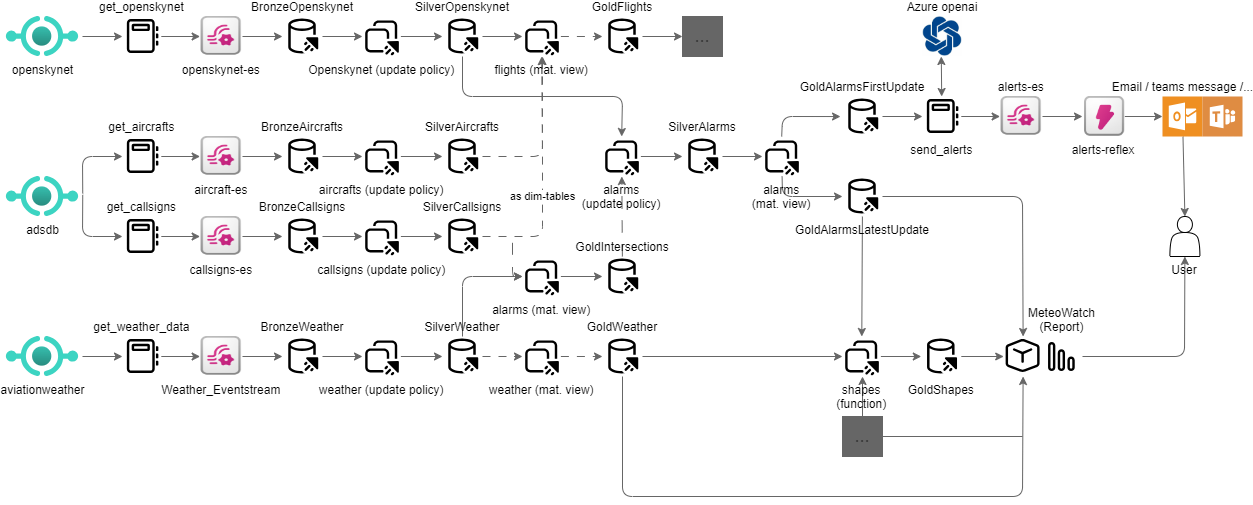 get_openskynet
BronzeOpenskynet
SilverOpenskynet
GoldFlights
Azure openai
...
openskynet
openskynet-es
Openskynet (update policy)
flights (mat. view)
GoldAlarmsFirstUpdate
alerts-es
Email / teams message /...
get_aircrafts
BronzeAircrafts
SilverAircrafts
SilverAlarms
send_alerts
alerts-reflex
aircraft-es
aircrafts (update policy)
alarms
(update policy)
alarms
(mat. view)
as dim-tables
get_callsigns
BronzeCallsigns
SilverCallsigns
adsdb
GoldAlarmsLatestUpdate
GoldIntersections
callsigns-es
callsigns (update policy)
User
alarms (mat. view)
MeteoWatch
(Report)
get_weather_data
BronzeWeather
SilverWeather
GoldWeather
aviationweather
Weather_Eventstream
weather (update policy)
weather (mat. view)
shapes
(function)
GoldShapes
...